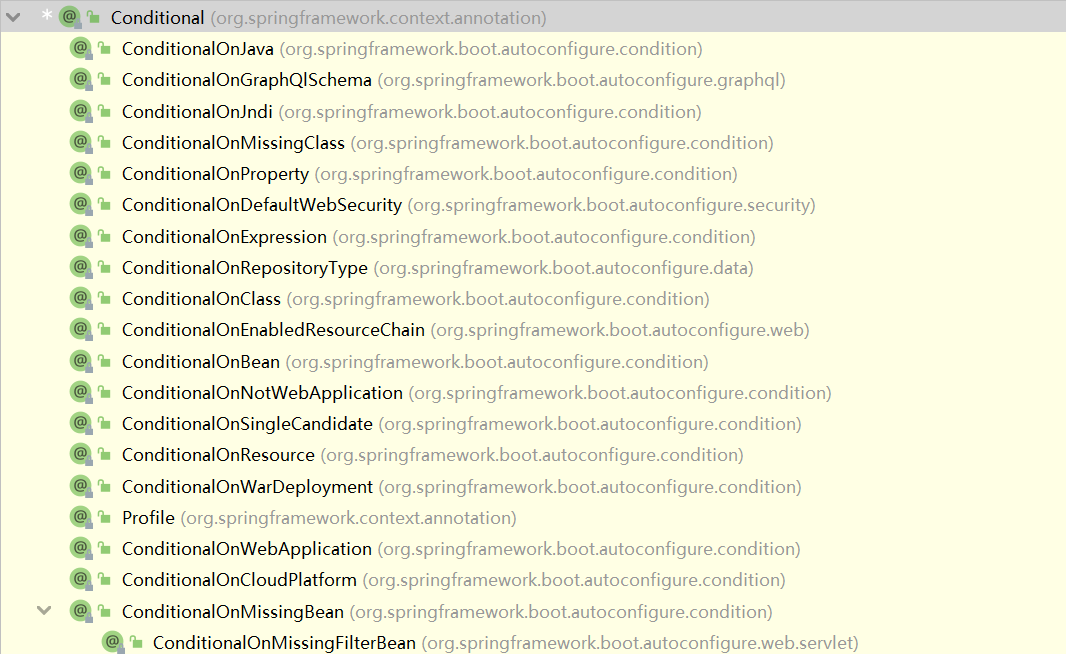 Conditional (org.springframework.context.annotation)
ConditionalOnJava (org.springframework.boot.autoconfigure.condition)
ConditionalOnGraphQlSchema (org.springframework.boot.autoconfigure.graphql)
ConditionalOnJndi (org.springframework.boot.autoconfigure.condition)
ConditionalOnMissingClass (org.springframework.boot.autoconfigure.condition)
ConditionalOnProperty (org.springframework.boot.autoconfigure.condition)
ConditionalOnDefaultWebSecurity (org.springframework.boot.autoconfigure.security)
ConditionalOnExpression (org.springframework.boot.autoconfigure.condition)
ConditionalOnRepositoryType (org.springframework.boot.autoconfigure.data)
ConditionalOnClass (org.springframework.boot.autoconfigure.condition)
ConditionalOnEnabledResourceChain (org.springframework.boot.autoconfigure.web)
ConditionalOnBean (org.springframework.boot.autoconfigure.condition)
ConditionalOnNotWebApplication (org.springframework.boot.autoconfigure.condition)
ConditionalOnSingleCandidate (org.springframework.boot.autoconfigure.condition)
ConditionalOnResource (org.springframework.boot.autoconfigure.condition)
ConditionalOnWarDeployment (org.springframework.boot.autoconfigure.condition)
Profile (org.springframework.context.annotation)
ConditionalOnWebApplication (org.springframework.boot.autoconfigure.condition)
ConditionalOnCloudPlatform (org.springframework.boot.autoconfigure.condition)
ConditionalOnMissingBean (org.springframework.boot.autoconfigure.condition)
ConditionalOnMissingFilterBean (org.springframework.boot.autoconfigure.web.servlet)